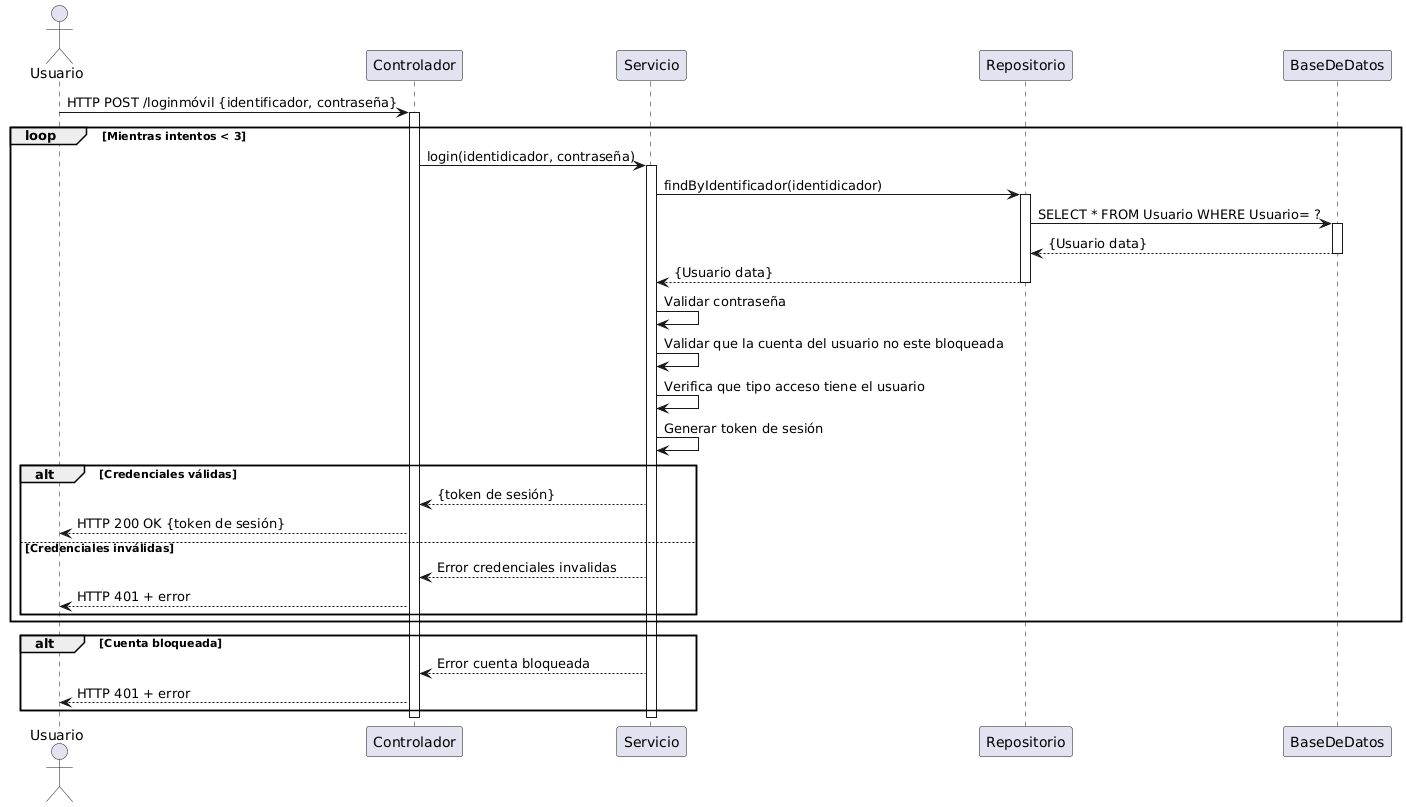 Usuario
Controlador
Servicio
Repositorio
BaseDeDatos
HTTP POST /loginmóvil {identificador, contraseña}
loop [Mientras intentos < 3]
login(identidicador, contraseña)
findByIdentificador(identidicador)
SELECT * FROM Usuario WHERE Usuario= ?
{Usuario data}
{Usuario data}
Validar contraseña
Validar que la cuenta del usuario no este bloqueada
Verifica que tipo acceso tiene el usuario
Generar token de sesión
alt [Credenciales válidas]
{token de sesión}
HTTP 200 OK {token de sesión}
[Credenciales inválidas]
Error credenciales invalidas
HTTP 401 + error
alt [Cuenta bloqueada]
Error cuenta bloqueada
HTTP 401 + error
Usuario
Controlador
Servicio
Repositorio
BaseDeDatos